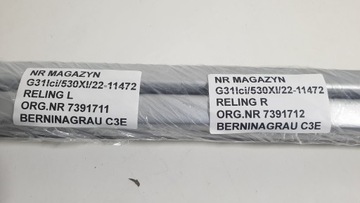 NR MAGAZYN
G31lci/530XI/22-11472
RELING L
ORG.NR 7391711
BERNINAGRAU C3E
NR MAGAZYN
G31lci/530XI/22-11472
RELING R
ORG.NR 7391712
BERNINAGRAU C3E